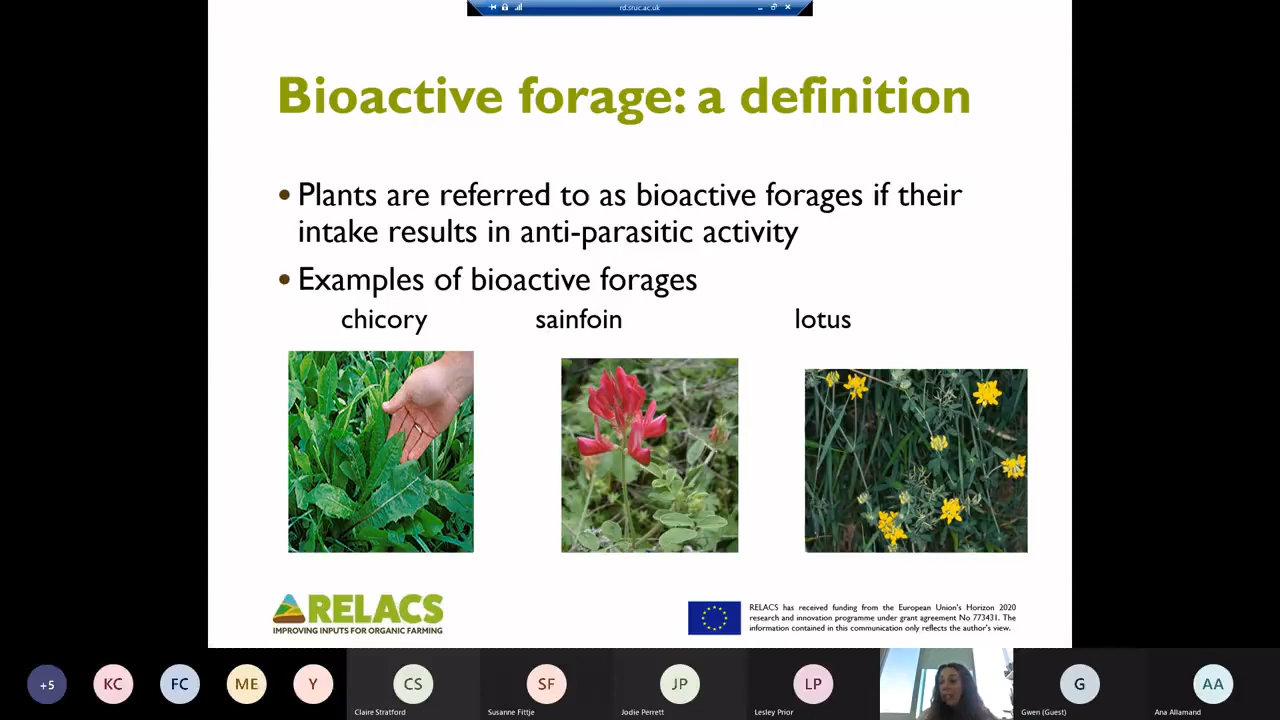 rd.sruc.ac.uk
Bioactive forage: a definition
• Plants are referred to as bioactive forages if their
intake results in anti-parasitic activity
• Examples of bioactive forages
chicory sainfoin lotus
RELACS
IMPROVING INPUTS FOR ORGANIC FARMING
RELACS has received funding from the European Union's Horizon 2020
research and innovation programme under grant agreement No 773431. The
information contained in this communication only reflects the author's view.
+5 KC FC ME Y CS SF JP LP G AA
Claire Stratford Susanne Fittje Jodie Perrett Lesley Prior Gwen (Guest) Ana Allamand